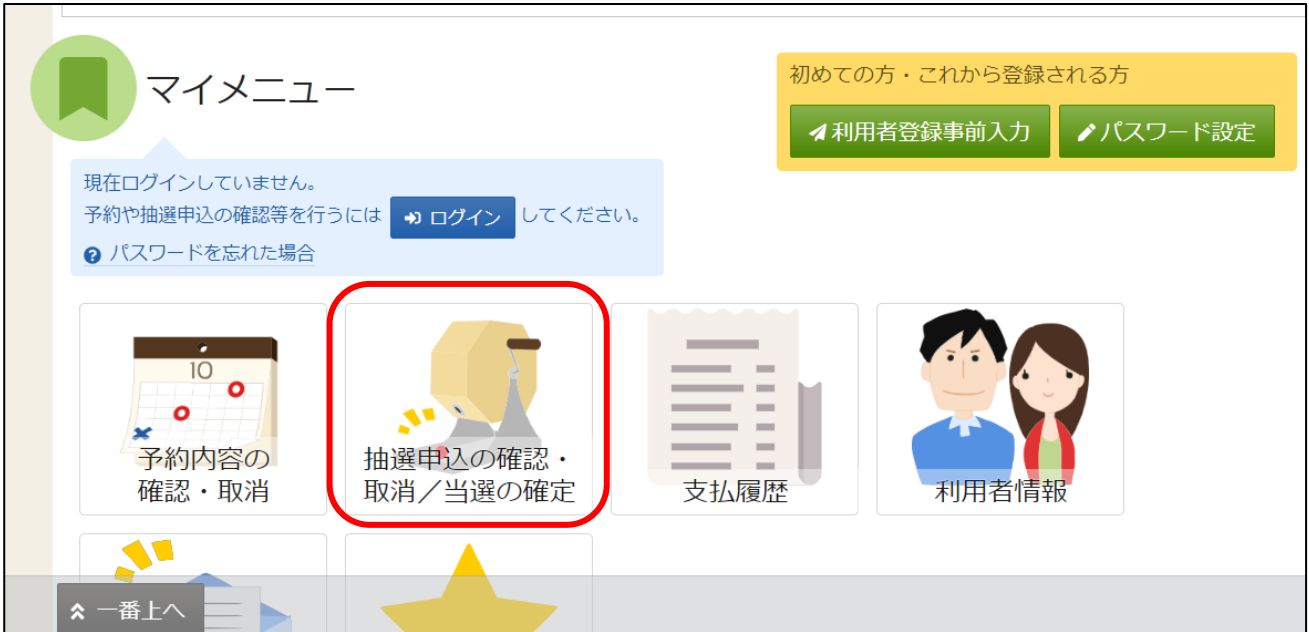 マイメニュー
初めての方・これから登録される方
利用者登録事前入力
パスワード設定
現在ログインしていません。
予約や抽選申込の確認等を行うには ログイン してください。
パスワードを忘れた場合
10
予約内容の
確認・取消
抽選申込の確認・
取消／当選の確定
支払履歴
利用者情報
一番上へ